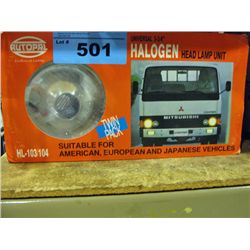 AUTOPAL
Lot #
501
UNIVERSAL 5-3/4"
HALOGEN
HEAD LAMP UNIT
MITSUBISHI
TWIN
PACK
SUITABLE FOR
HL-103/104
AMERICAN, EUROPEAN AND JAPANESE VEHICLES